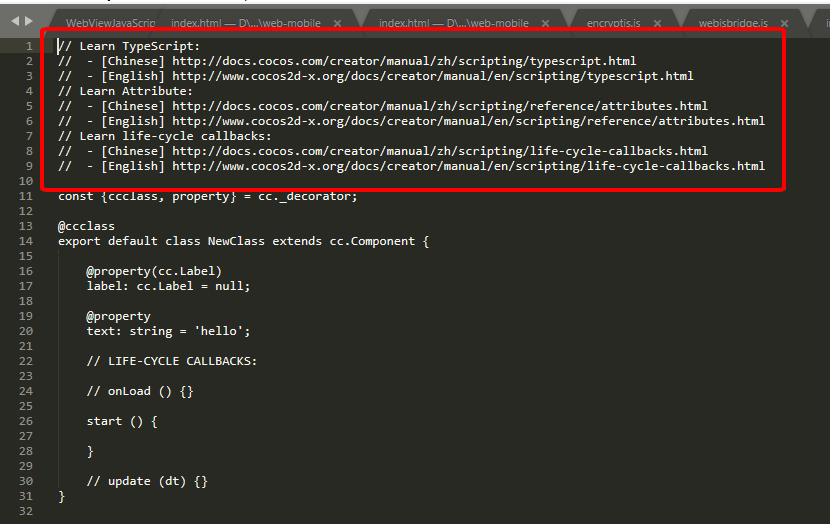 WebViewJavaScrip index.html — D\...\web-mobile × index.html — D\...\web-mobile × encryptjs.js × webjsbridge.js ×
1 // Learn TypeScript:
2 //  - [Chinese] http://docs.cocos.com/creator/manual/zh/scripting/typescript.html
3 //  - [English] http://www.cocos2d-x.org/docs/creator/manual/en/scripting/typescript.html
4 // Learn Attribute:
5 //  - [Chinese] http://docs.cocos.com/creator/manual/zh/scripting/reference/attributes.html
6 //  - [English] http://www.cocos2d-x.org/docs/creator/manual/en/scripting/reference/attributes.html
7 // Learn life-cycle callbacks:
8 //  - [Chinese] http://docs.cocos.com/creator/manual/zh/scripting/life-cycle-callbacks.html
9 //  - [English] http://www.cocos2d-x.org/docs/creator/manual/en/scripting/life-cycle-callbacks.html
10
11 const {ccclass, property} = cc._decorator;
12
13 @ccclass
14 export default class NewClass extends cc.Component {
15
16     @property(cc.Label)
17     label: cc.Label = null;
18
19     @property
20     text: string = 'hello';
21
22     // LIFE-CYCLE CALLBACKS:
23
24     // onLoad () {}
25
26     start () {
27
28     }
29
30     // update (dt) {}
31 }
32